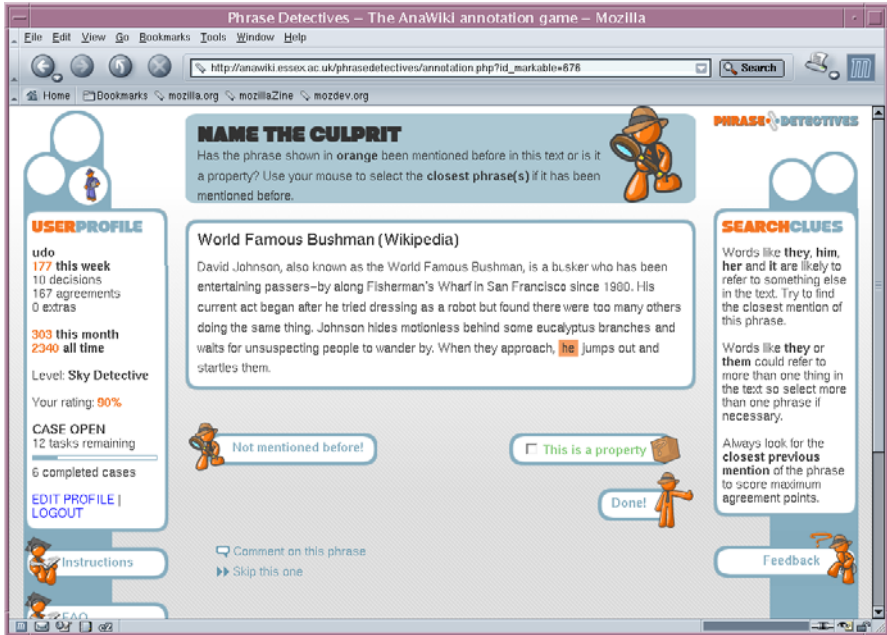 Phrase Detectives – The AnaWiki annotation game – Mozilla
File Edit View Go Bookmarks Tools Window Help
http://anawiki.essex.ac.uk/phrasedetectives/annotation.php?id_markable=676
Search
Home Bookmarks mozilla.org mozillaZine mozdev.org
PHRASE DETECTIVES
NAME THE CULPRIT
Has the phrase shown in orange been mentioned before in this text or is it
a property? Use your mouse to select the closest phrase(s) if it has been
mentioned before.
USERPROFILE
udo
177 this week
10 decisions
167 agreements
0 extras
303 this month
2340 all time
Level: Sky Detective
Your rating: 90%
CASE OPEN
12 tasks remaining
6 completed cases
EDIT PROFILE |
LOGOUT
Instructions
FAQ
World Famous Bushman (Wikipedia)
David Johnson, also known as the World Famous Bushman, is a busker who has been
entertaining passers-by along Fisherman's Wharf in San Francisco since 1980. His
current act began after he tried dressing as a robot but found there were too many others
doing the same thing. Johnson hides motionless behind some eucalyptus branches and
waits for unsuspecting people to wander by. When they approach, he jumps out and
startles them.
Not mentioned before!
This is a property
Done!
Comment on this phrase
Skip this one
SEARCHCLUES
Words like they, him,
her and it are likely to
refer to something else
in the text. Try to find
the closest mention of
this phrase.
Words like they or
them could refer to
more than one thing in
the text so select more
than one phrase if
necessary.
Always look for the
closest previous
mention of the phrase
to score maximum
agreement points.
Feedback